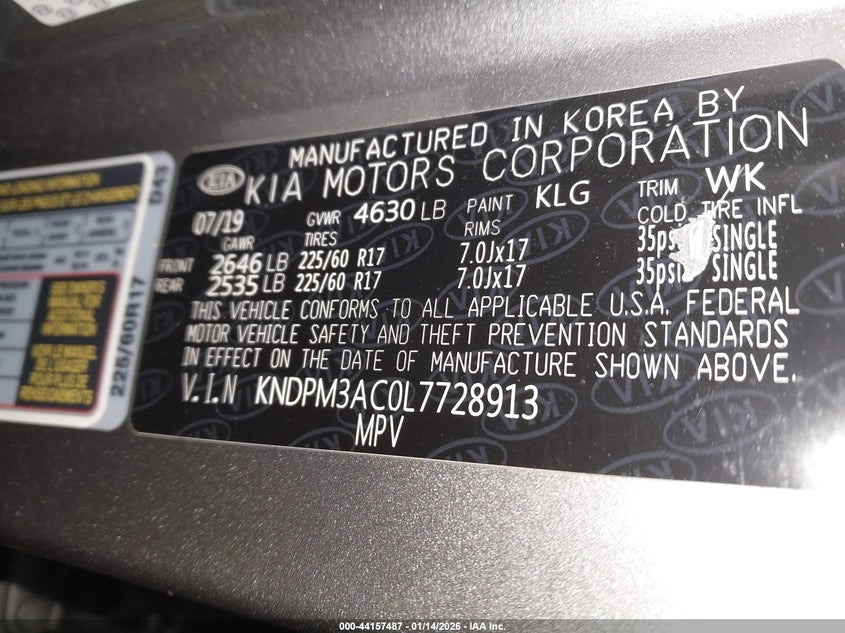 MANUFACTURED IN KOREA BY
KIA KIA MOTORS CORPORATION
07/19 GVWR 4630 LB PAINT KLG TRIM WK
GAWR TIRES RIMS COLD TIRE INFL
FRONT 2646 LB 225/60 R17 7.0Jx17 35psi SINGLE
REAR 2535 LB 225/60 R17 7.0Jx17 35psi SINGLE
THIS VEHICLE CONFORMS TO ALL APPLICABLE U.S.A. FEDERAL
MOTOR VEHICLE SAFETY AND THEFT PREVENTION STANDARDS
IN EFFECT ON THE DATE OF MANUFACTURE SHOWN ABOVE.
V.I.N KNDPM3AC0L7728913
MPV
D43
225/60R17
000-44157487 - 01/14/2026 - IAA Inc.